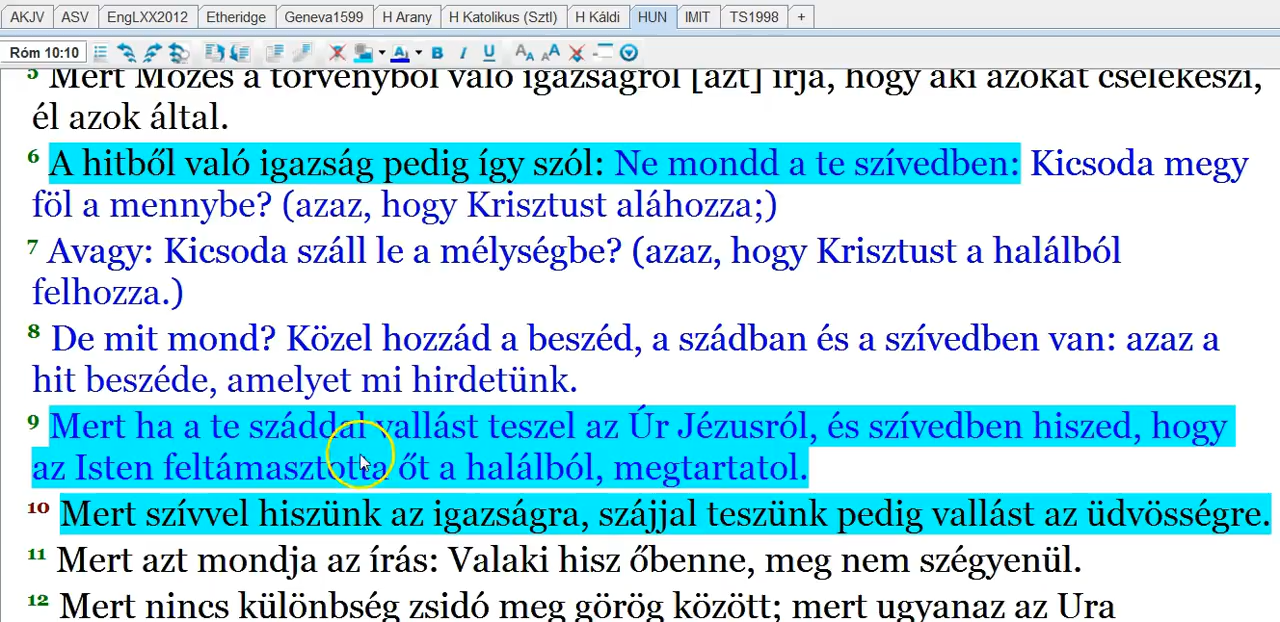 AKJV ASV EngLXX2012 Etheridge Geneva1599 H Arany H Katolikus (Sztl) H Káldi HUN IMIT TS1998 +
Róm 10:10
5 Mert Mózes a törvényből való igazságról [azt] írja, hogy aki azokat cselekeszi,
él azok által.
6 A hitből való igazság pedig így szól: Ne mondd a te szívedben: Kicsoda megy
föl a mennybe? (azaz, hogy Krisztust aláhozza;)
7 Avagy: Kicsoda száll le a mélységbe? (azaz, hogy Krisztust a halálból
felhozza.)
8 De mit mond? Közel hozzád a beszéd, a szádban és a szívedben van: azaz a
hit beszéde, amelyet mi hirdetünk.
9 Mert ha a te száddal vallást teszel az Úr Jézusról, és szívedben hiszed, hogy
az Isten feltámasztotta őt a halálból, megtartatol.
10 Mert szívvel hiszünk az igazságra, szájjal teszünk pedig vallást az üdvösségre.
11 Mert azt mondja az írás: Valaki hisz őbenne, meg nem szégyenül.
12 Mert nincs különbség zsidó meg görög között; mert ugyanaz az Ura